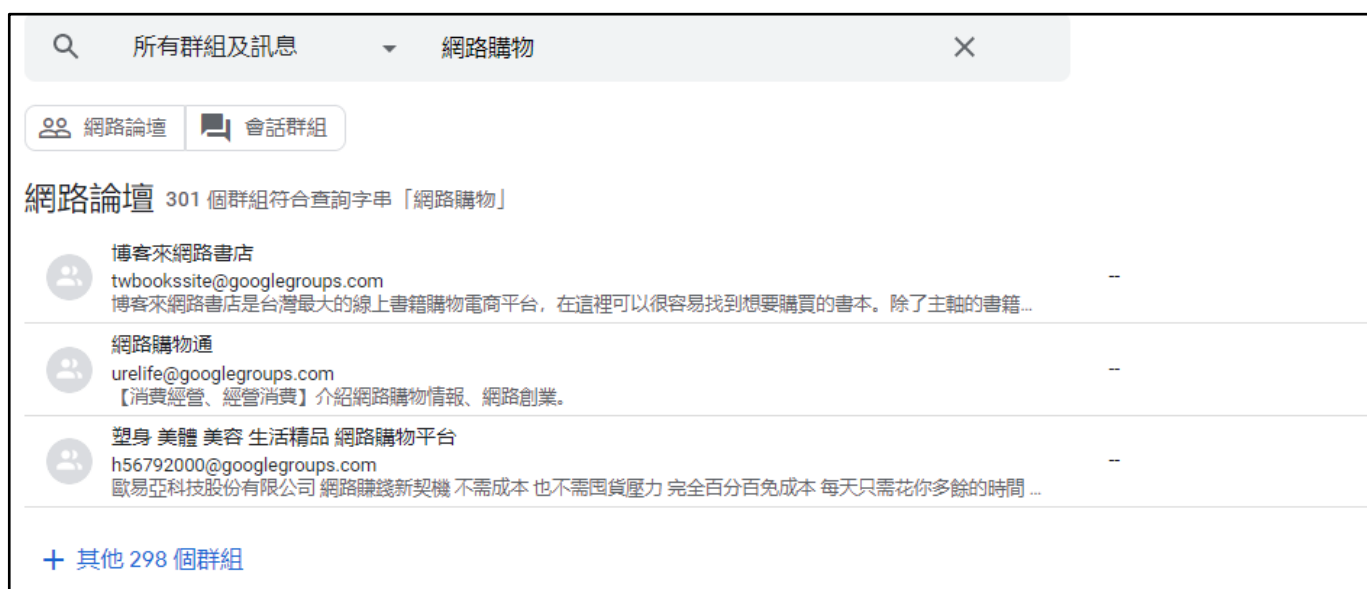 所有群組及訊息 網路購物
網路論壇 會話群組
網路論壇 301 個群組符合查詢字串「網路購物」
博客來網路書店
twbookssite@googlegroups.com --
博客來網路書店是台灣最大的線上書籍購物電商平台，在這裡可以很容易找到想要購買的書本。除了主軸的書籍...
網路購物通
urelife@googlegroups.com --
【消費經營、經營消費】介紹網路購物情報、網路創業。
塑身 美體 美容 生活精品 網路購物平台
h56792000@googlegroups.com --
歐易亞科技股份有限公司 網路賺錢新契機 不需成本 也不需囤貨壓力 完全百分百免成本 每天只需花你多餘的時間 ...
+ 其他 298 個群組